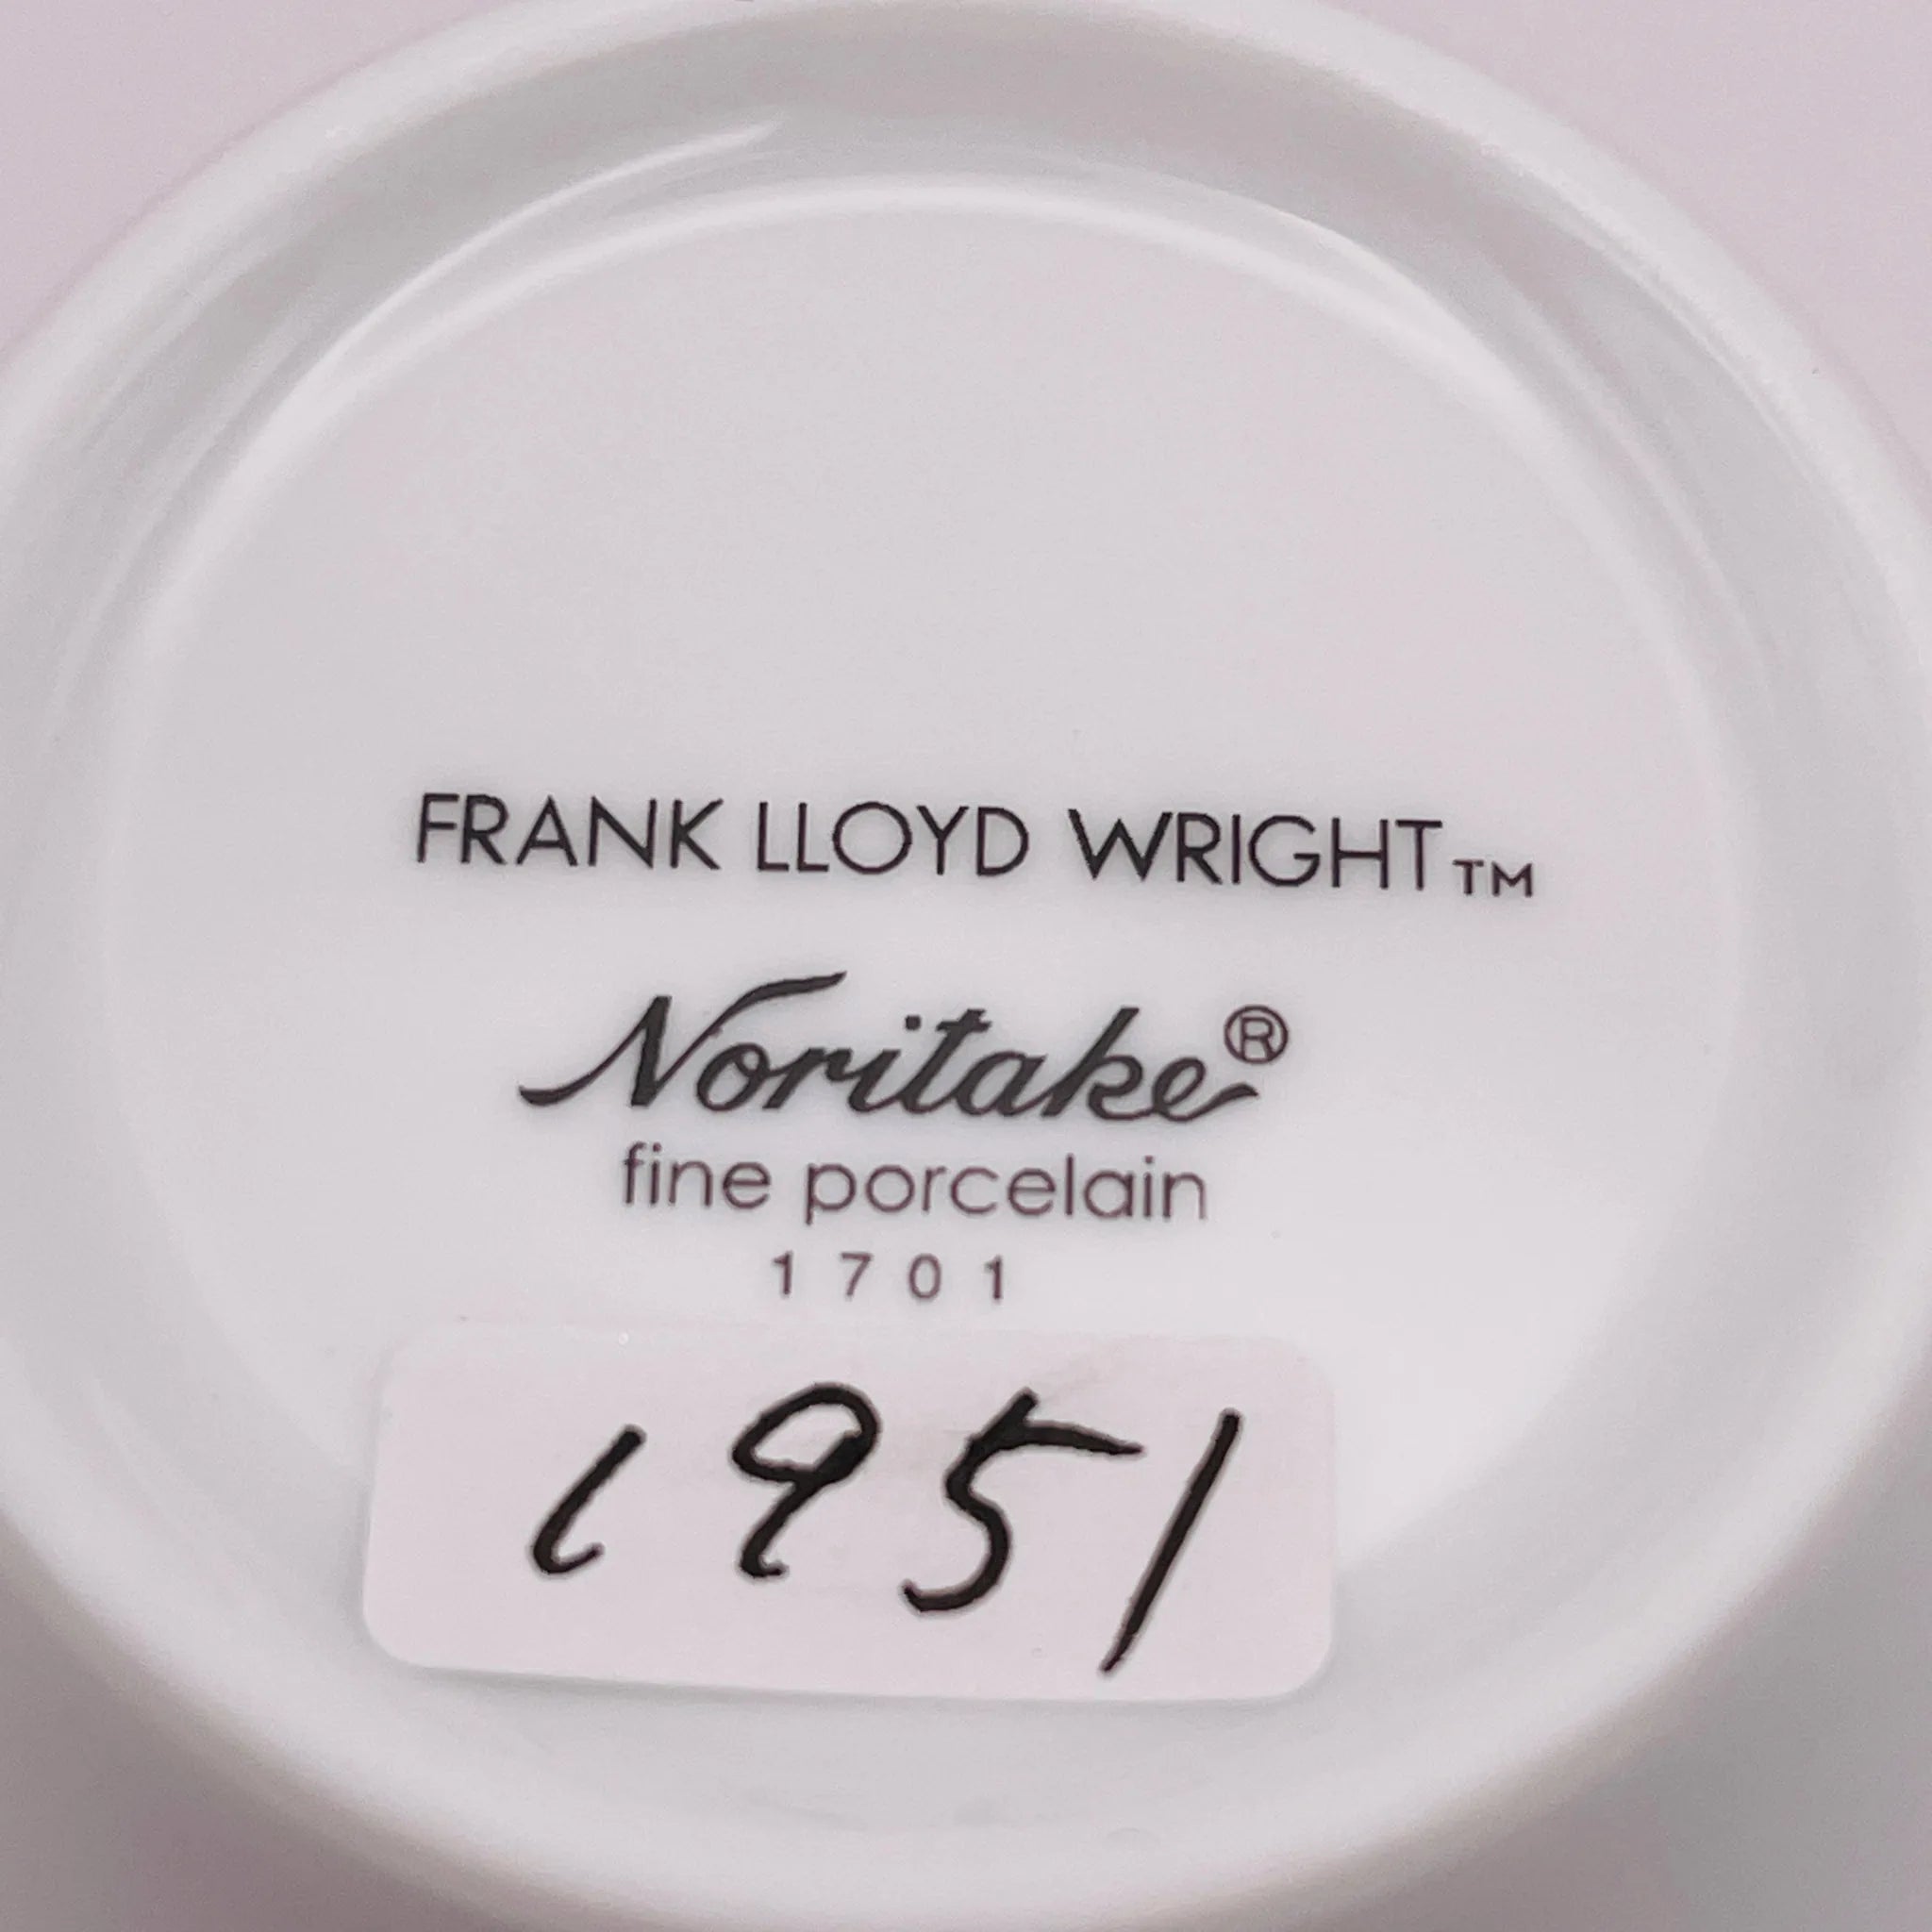 FRANK LLOYD WRIGHT™
Noritake®
fine porcelain
1701
1951